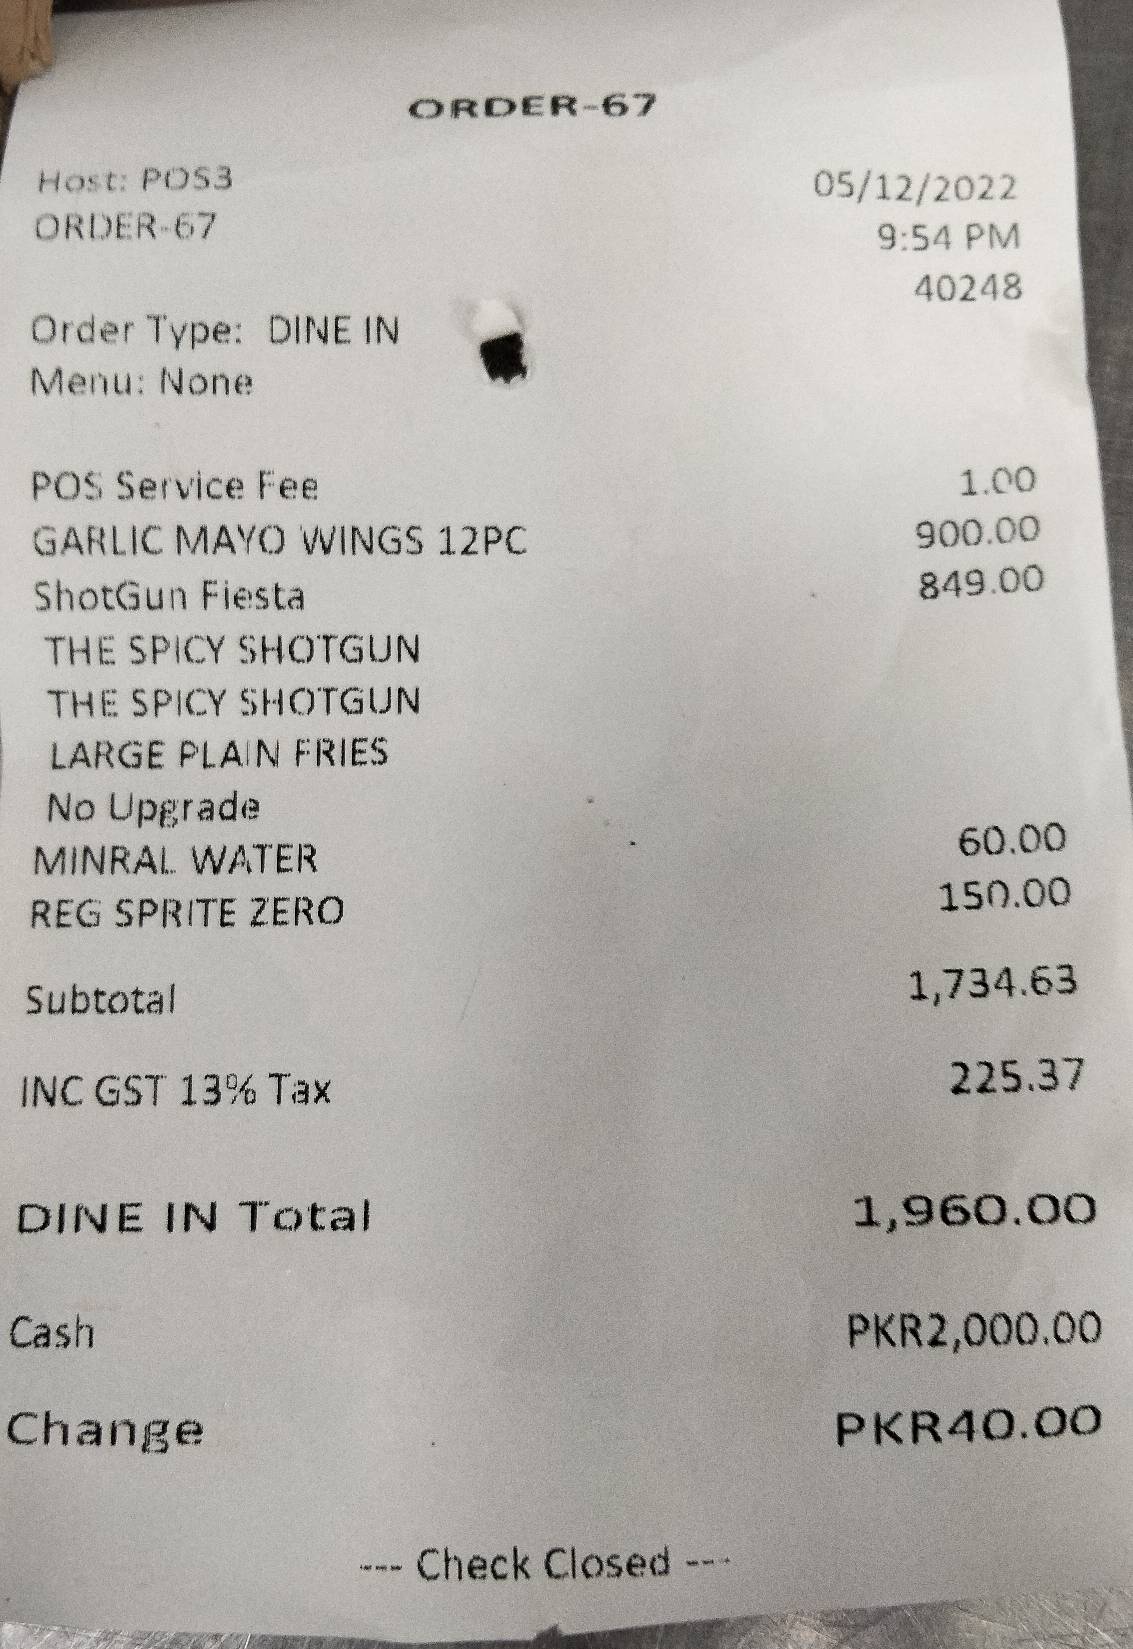 ORDER-67
Host: POS3 05/12/2022
ORDER-67 9:54 PM
40248
Order Type: DINE IN
Menu: None
POS Service Fee 1.00
GARLIC MAYO WINGS 12PC 900.00
ShotGun Fiesta 849.00
THE SPICY SHOTGUN
THE SPICY SHOTGUN
LARGE PLAIN FRIES
No Upgrade
MINRAL WATER 60.00
REG SPRITE ZERO 150.00
Subtotal 1,734.63
INC GST 13% Tax 225.37
DINE IN Total 1,960.00
Cash PKR2,000.00
Change PKR40.00
--- Check Closed ---